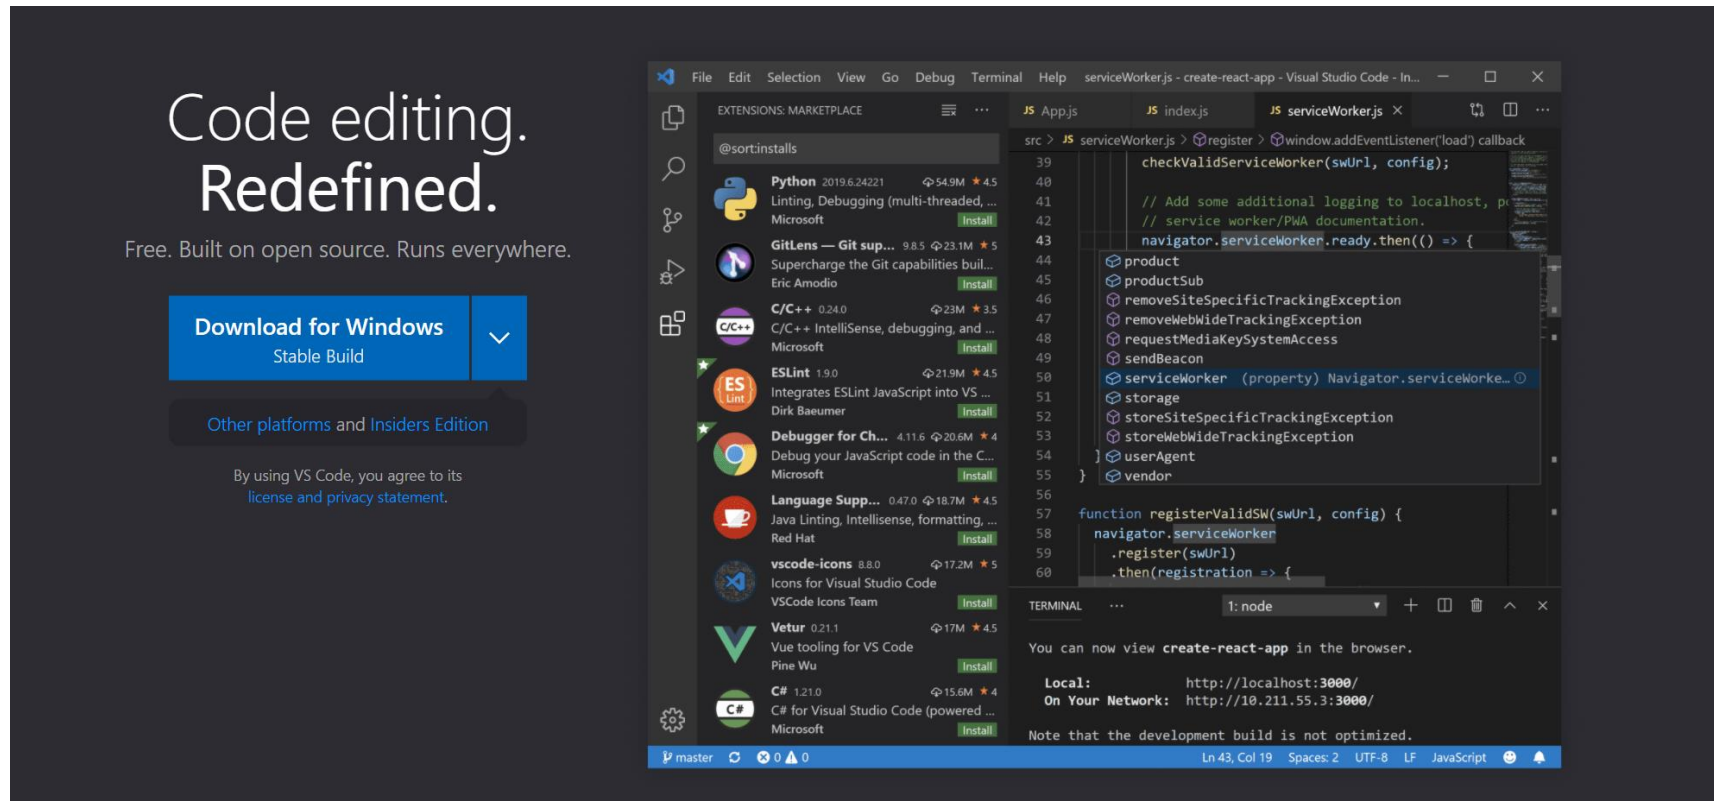 Code editing.
Redefined.
Free. Built on open source. Runs everywhere.
Download for Windows
Stable Build
Other platforms and Insiders Edition
By using VS Code, you agree to its
license and privacy statement.
File Edit Selection View Go Debug Terminal Help serviceWorker.js - create-react-app - Visual Studio Code - In...
EXTENSIONS: MARKETPLACE
@sort:installs
Python 2019.6.24221 54.9M ★ 4.5
Linting, Debugging (multi-threaded, ...
Microsoft Install
GitLens — Git sup... 9.8.5 23.1M ★ 5
Supercharge the Git capabilities buil...
Eric Amodio Install
C/C++
C/C++ 0.24.0 23M ★ 3.5
C/C++ IntelliSense, debugging, and ...
Microsoft Install
ES
Lint
ESLint 1.9.0 21.9M ★ 4.5
Integrates ESLint JavaScript into VS ...
Dirk Baeumer Install
Debugger for Ch... 4.11.6 20.6M ★ 4
Debug your JavaScript code in the C...
Microsoft Install
Language Supp... 0.47.0 18.7M ★ 4.5
Java Linting, Intellisense, formatting, ...
Red Hat Install
vscode-icons 8.8.0 17.2M ★ 5
Icons for Visual Studio Code
VSCode Icons Team Install
Vetur 0.21.1 17M ★ 4.5
Vue tooling for VS Code
Pine Wu Install
C#
C# 1.21.0 15.6M ★ 4
C# for Visual Studio Code (powered ...
Microsoft Install
JS App.js JS index.js JS serviceWorker.js
src > JS serviceWorker.js > register > window.addEventListener('load') callback
39 checkValidServiceWorker(swUrl, config);
40
41 // Add some additional logging to localhost, p
42 // service worker/PWA documentation.
43 navigator.serviceWorker.ready.then(() => {
44 product
45 productSub
46 removeSiteSpecificTrackingException
47 removeWebWideTrackingException
48 requestMediaKeySystemAccess
49 sendBeacon
50 serviceWorker (property) Navigator.serviceWorke...
51 storage
52 storeSiteSpecificTrackingException
53 storeWebWideTrackingException
54 } userAgent
55 } vendor
56
57 function registerValidSW(swUrl, config) {
58 navigator.serviceWorker
59 .register(swUrl)
60 .then(registration => {
TERMINAL ... 1: node
You can now view create-react-app in the browser.
Local: http://localhost:3000/
On Your Network: http://10.211.55.3:3000/
Note that the development build is not optimized.
master 0 0 Ln 43, Col 19 Spaces: 2 UTF-8 LF JavaScript